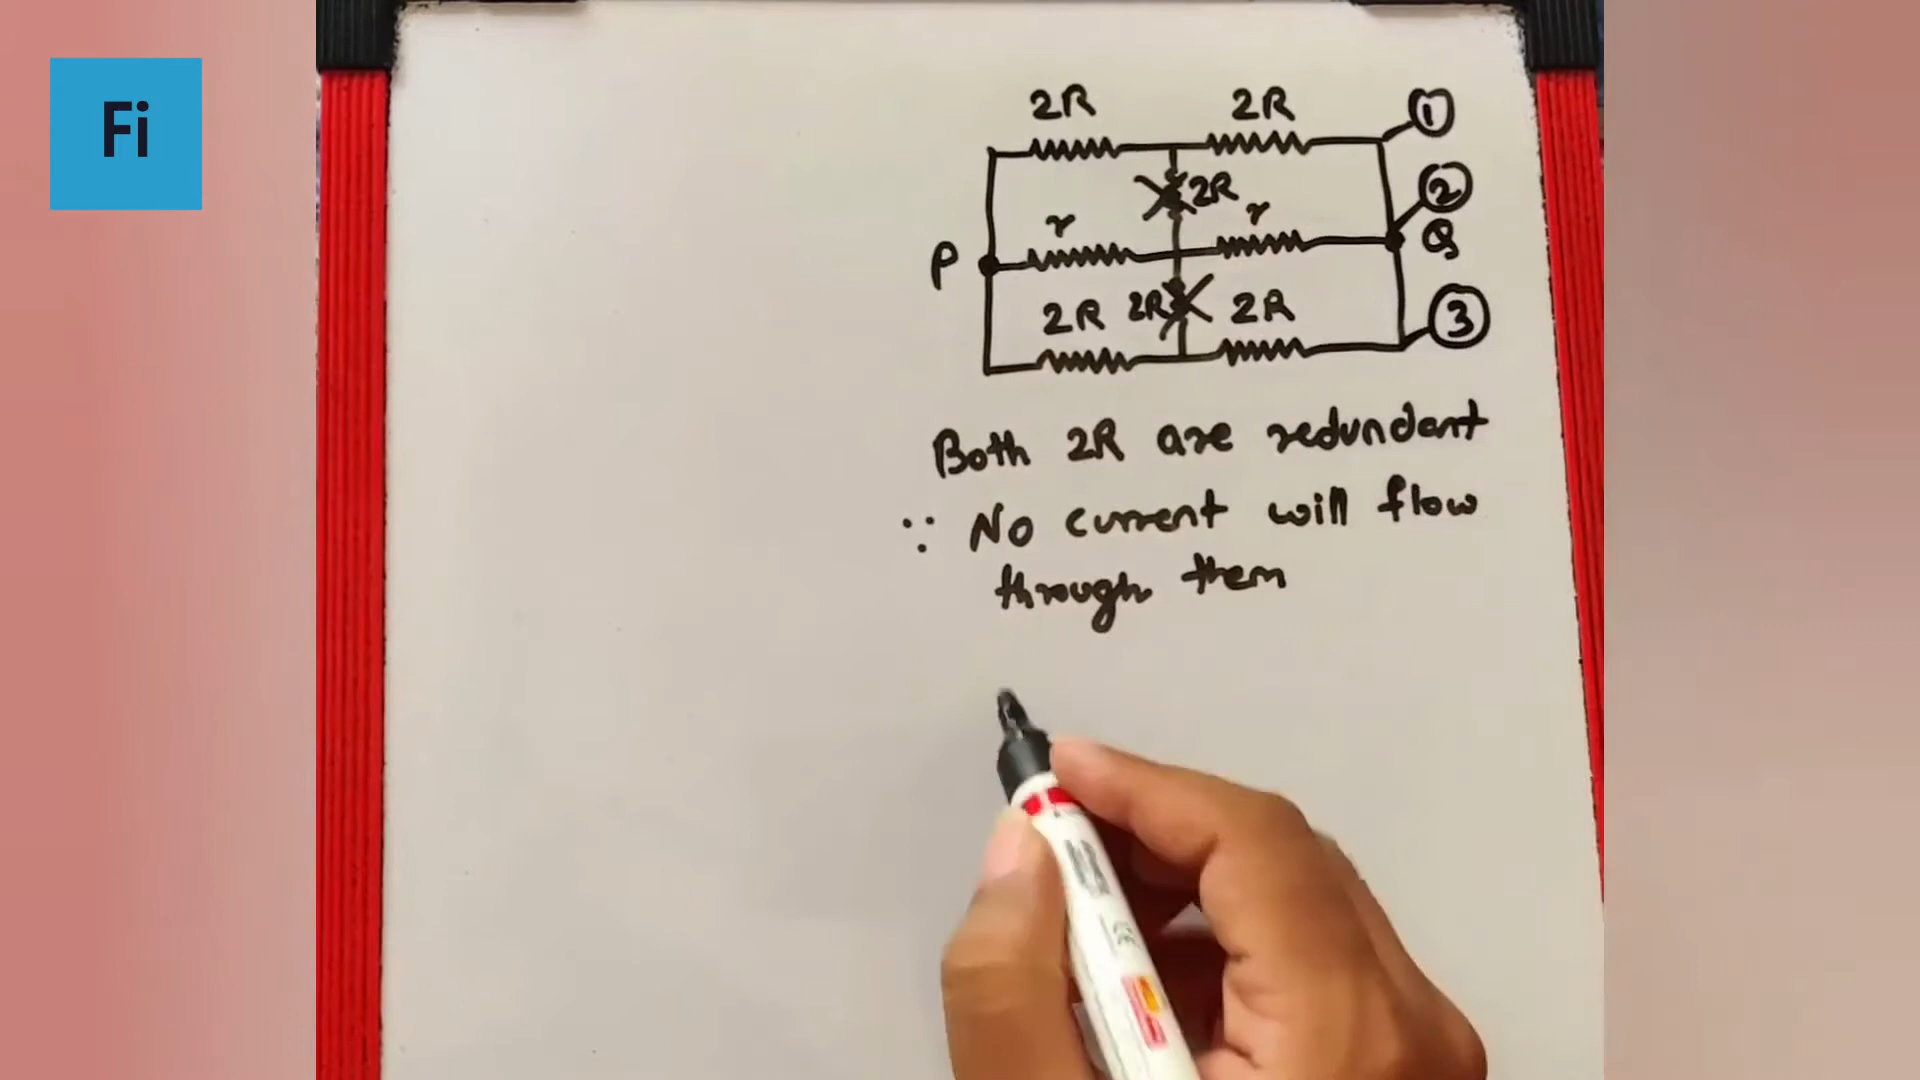 Fi
2R 2R ①
2R ②
r r
P Q
2R 2R 2R ③
Both 2R are redundant
∵ No current will flow
through them